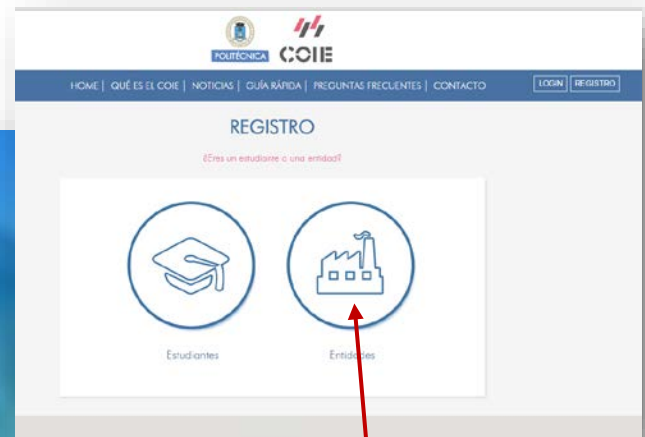 POLITÉCNICA
COIE
HOME | QUÉ ES EL COIE | NOTICIAS | GUÍA RÁPIDA | PREGUNTAS FRECUENTES | CONTACTO
LOGIN REGISTRO
REGISTRO
¿Eres un estudiante o una entidad?
Estudiantes
Entidades